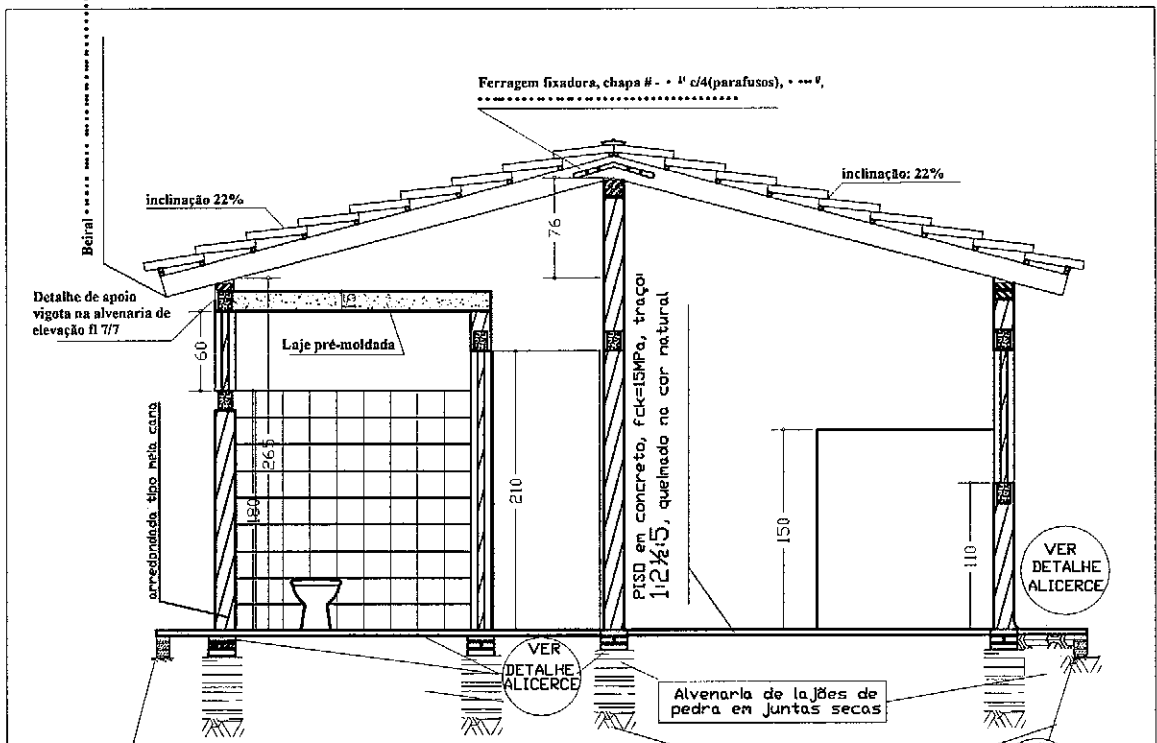 Ferragem fixadora, chapa # - c/4(parafusos),
inclinação 22%
inclinação: 22%
Beiral
76
Detalhe de apoio
vigota na alvenaria de
elevação fl 7/7
15
Laje pré-moldada
60
arredondada tipo meia cana
265
180
210
PISO em concreto, fck=15MPa, traço:
1:2½:5, queimado na cor natural
150
110
VER
DETALHE
ALICERCE
VER
DETALHE
ALICERCE
Alvenaria de lajões de
pedra em juntas secas